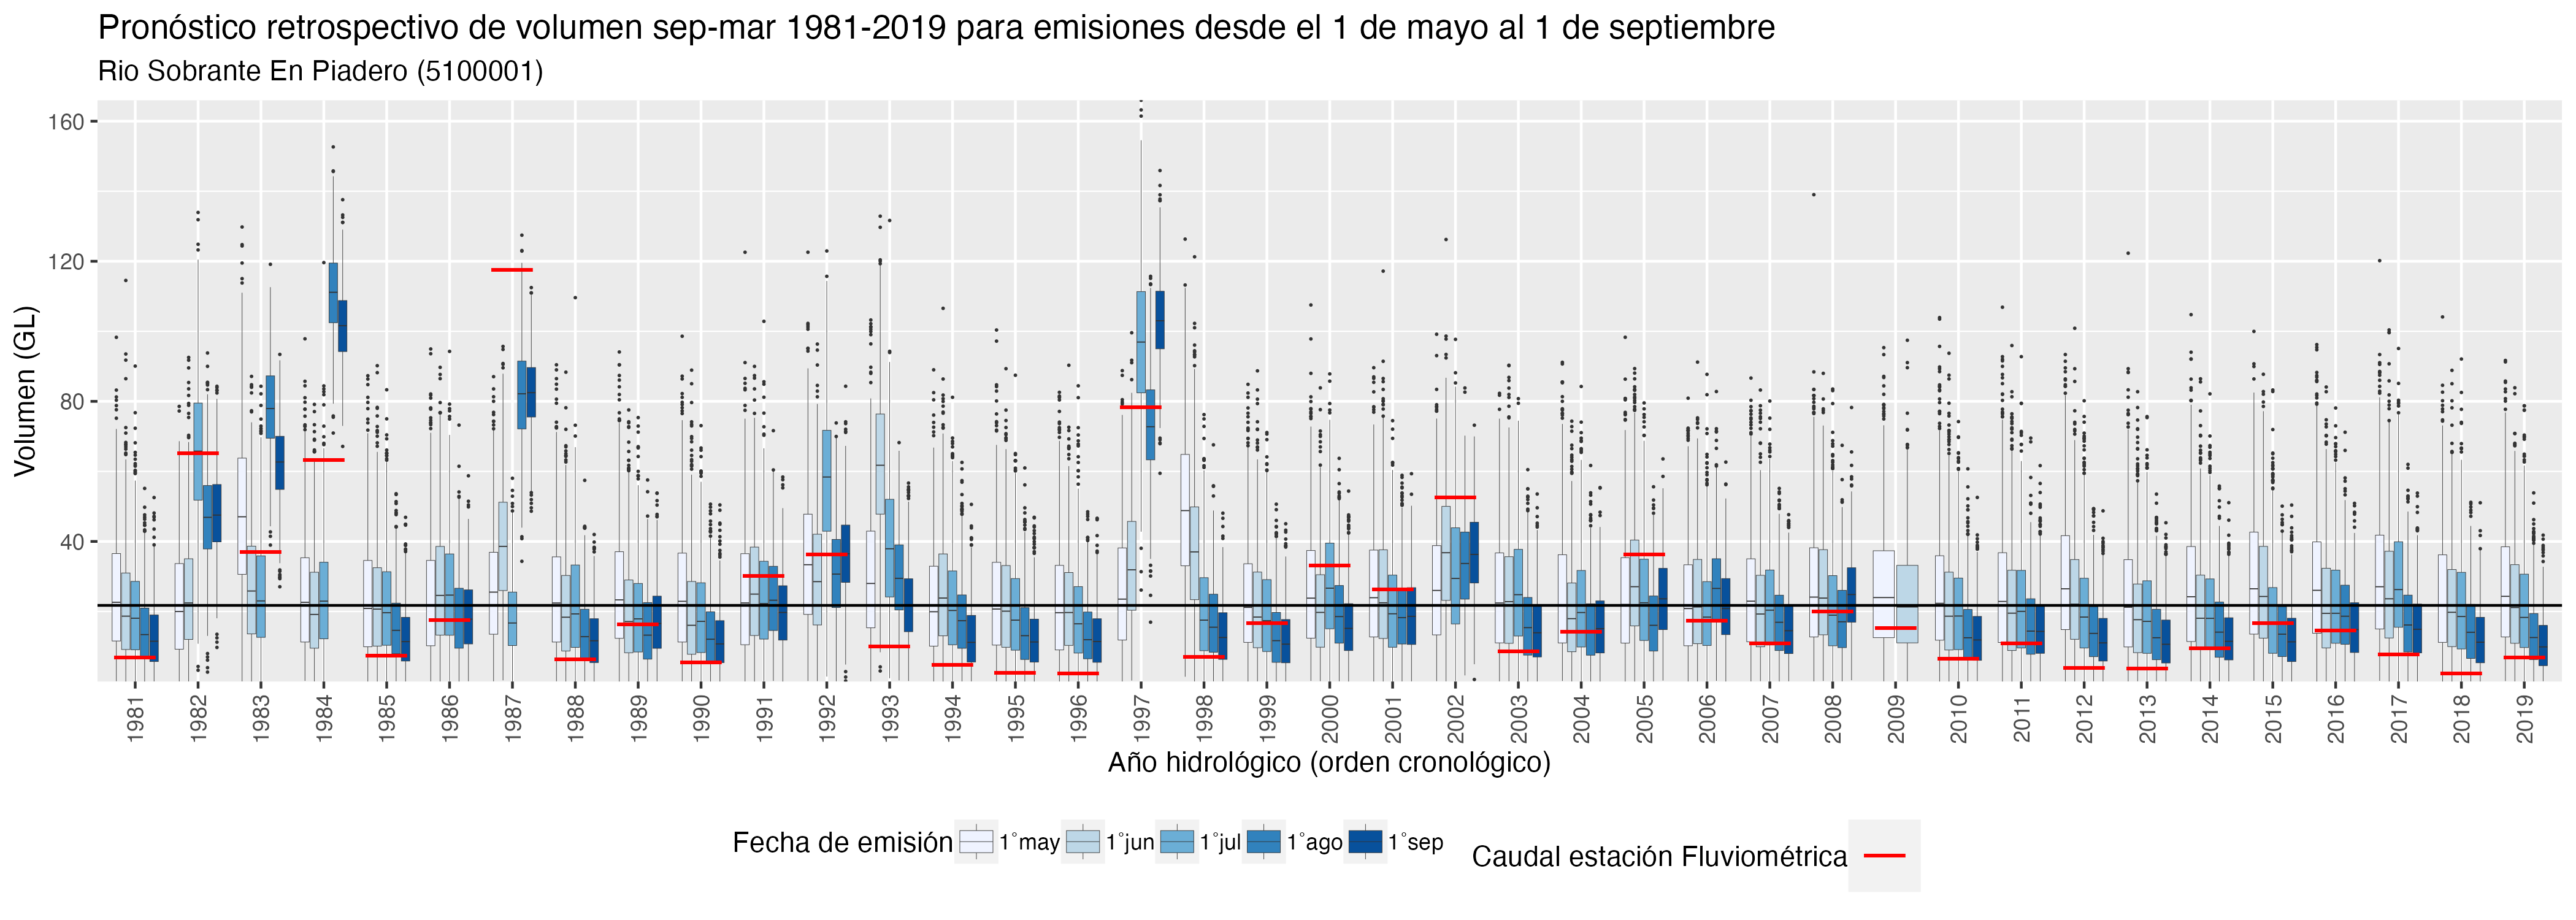 Pronóstico retrospectivo de volumen sep-mar 1981-2019 para emisiones desde el 1 de mayo al 1 de septiembre
Rio Sobrante En Piadero (5100001)
Volumen (GL)
160
120
80
40
1981 1982 1983 1984 1985 1986 1987 1988 1989 1990 1991 1992 1993 1994 1995 1996 1997 1998 1999 2000 2001 2002 2003 2004 2005 2006 2007 2008 2009 2010 2011 2012 2013 2014 2015 2016 2017 2018 2019
Año hidrológico (orden cronológico)
Fecha de emisión 1°may 1°jun 1°jul 1°ago 1°sep Caudal estación Fluviométrica